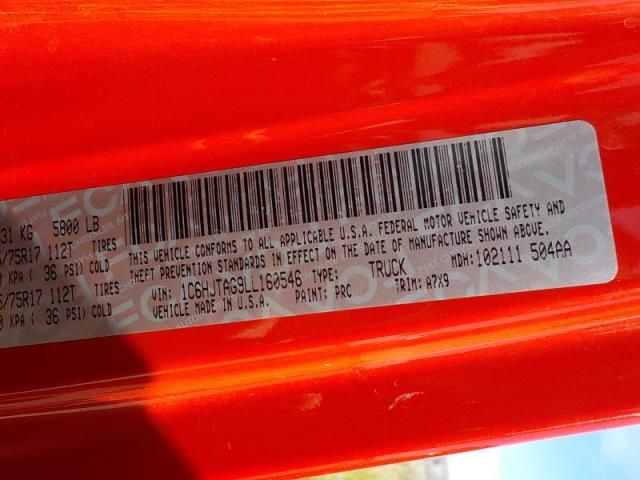 31 KG 5800 LB
/75R17 112T TIRES
KPA ( 36 PSI) COLD
/75R17 112T TIRES
KPA ( 36 PSI) COLD
THIS VEHICLE CONFORMS TO ALL APPLICABLE U.S.A. FEDERAL MOTOR VEHICLE SAFETY AND
THEFT PREVENTION STANDARDS IN EFFECT ON THE DATE OF MANUFACTURE SHOWN ABOVE.
VIN: 1C6HJTAG9LL160546 TYPE: TRUCK MDH:102111 504AA
VEHICLE MADE IN U.S.A. PAINT: PRC TRIM: A7X9